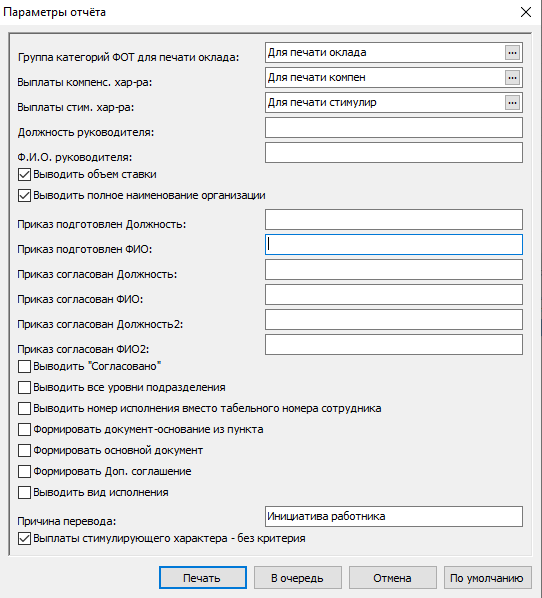 Параметры отчёта
Группа категорий ФОТ для печати оклада: Для печати оклада ...
Выплаты компенс. хар-ра: Для печати компен ...
Выплаты стим. хар-ра: Для печати стимулир ...
Должность руководителя:
Ф.И.О. руководителя:
Выводить объем ставки
Выводить полное наименование организации
Приказ подготовлен Должность:
Приказ подготовлен ФИО:
Приказ согласован Должность:
Приказ согласован ФИО:
Приказ согласован Должность2:
Приказ согласован ФИО2:
Выводить "Согласовано"
Выводить все уровни подразделения
Выводить номер исполнения вместо табельного номера сотрудника
Формировать документ-основание из пункта
Формировать основной документ
Формировать Доп. соглашение
Выводить вид исполнения
Причина перевода: Инициатива работника
Выплаты стимулирующего характера - без критерия
Печать В очередь Отмена По умолчанию